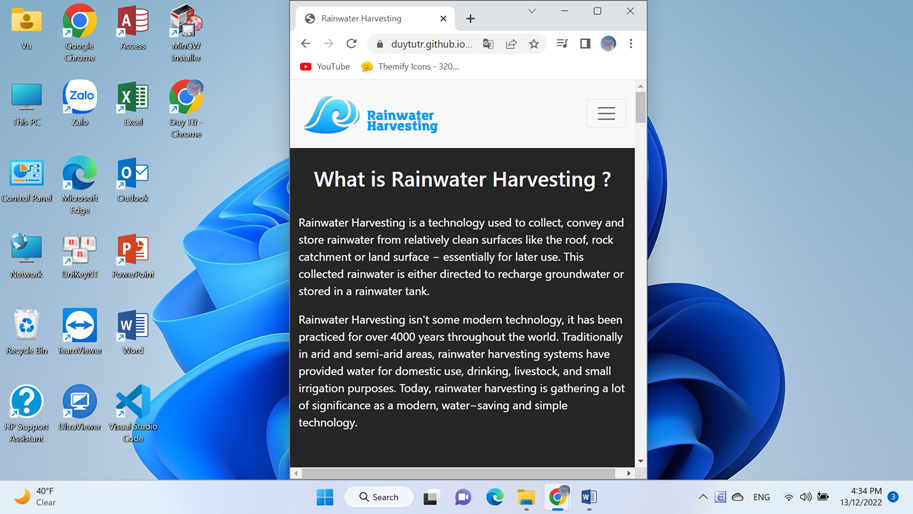 Vu
Google
Chrome
Access
MinGW
Installer
This PC
Zalo
Zalo
Excel
Duy Tử -
Chrome
Control Panel
Microsoft
Edge
Outlook
Network
UniKeyNT
PowerPoint
Recycle Bin
TeamViewer
Word
HP Support
Assistant
UltraViewer
Visual Studio
Code
Rainwater Harvesting
duytutr.github.io...
YouTube
Themify Icons - 320...
Rainwater
Harvesting
What is Rainwater Harvesting ?
Rainwater Harvesting is a technology used to collect, convey and
store rainwater from relatively clean surfaces like the roof, rock
catchment or land surface – essentially for later use. This
collected rainwater is either directed to recharge groundwater or
stored in a rainwater tank.
Rainwater Harvesting isn't some modern technology, it has been
practiced for over 4000 years throughout the world. Traditionally
in arid and semi-arid areas, rainwater harvesting systems have
provided water for domestic use, drinking, livestock, and small
irrigation purposes. Today, rainwater harvesting is gathering a lot
of significance as a modern, water–saving and simple
technology.
40°F
Clear
Search
ENG
4:34 PM
13/12/2022
3